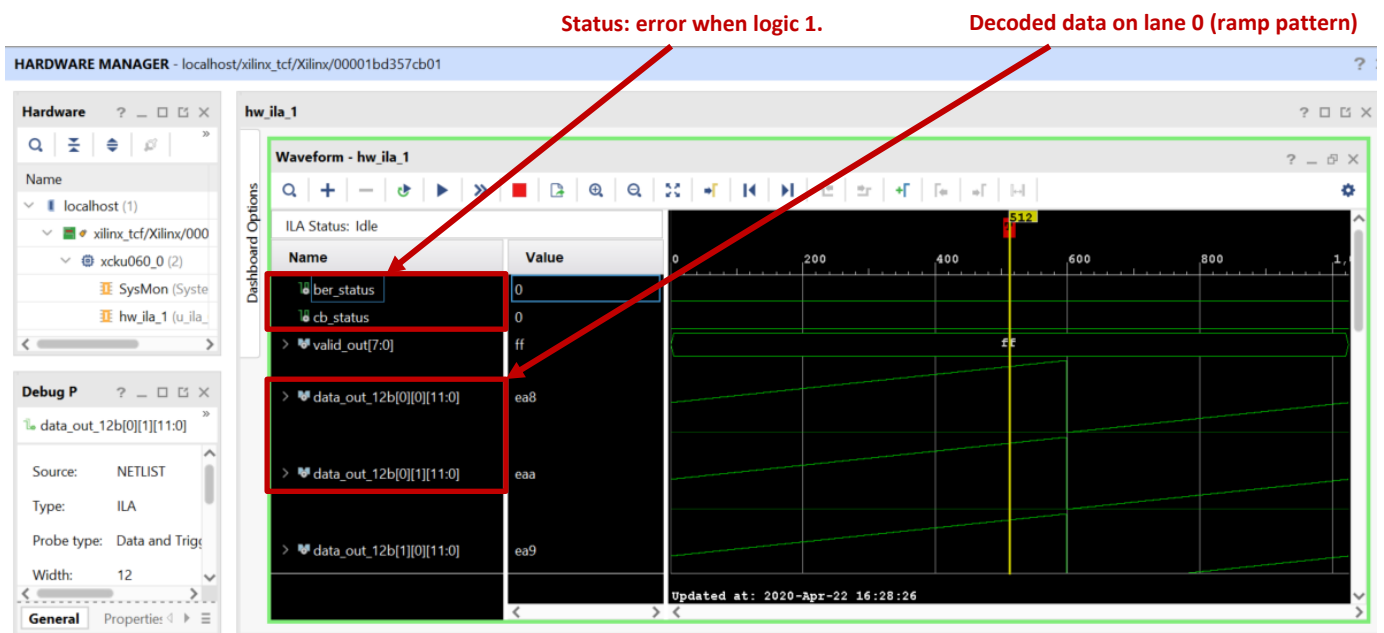 Status: error when logic 1.
Decoded data on lane 0 (ramp pattern)
HARDWARE MANAGER - localhost/xilinx_tcf/Xilinx/00001bd357cb01
Hardware
Name
localhost (1)
xilinx_tcf/Xilinx/000
xcku060_0 (2)
SysMon (Syste
hw_ila_1 (u_ila_
Debug P
data_out_12b[0][1][11:0]
Source: NETLIST
Type: ILA
Probe type: Data and Trigg
Width: 12
General Properties
hw_ila_1
Dashboard Options
Waveform - hw_ila_1
ILA Status: Idle
Name Value
ber_status 0
cb_status 0
valid_out[7:0] ff
data_out_12b[0][0][11:0] ea8
data_out_12b[0][1][11:0] eaa
data_out_12b[1][0][11:0] ea9
512
0 200 400 600 800 1,0
ff
Updated at: 2020-Apr-22 16:28:26